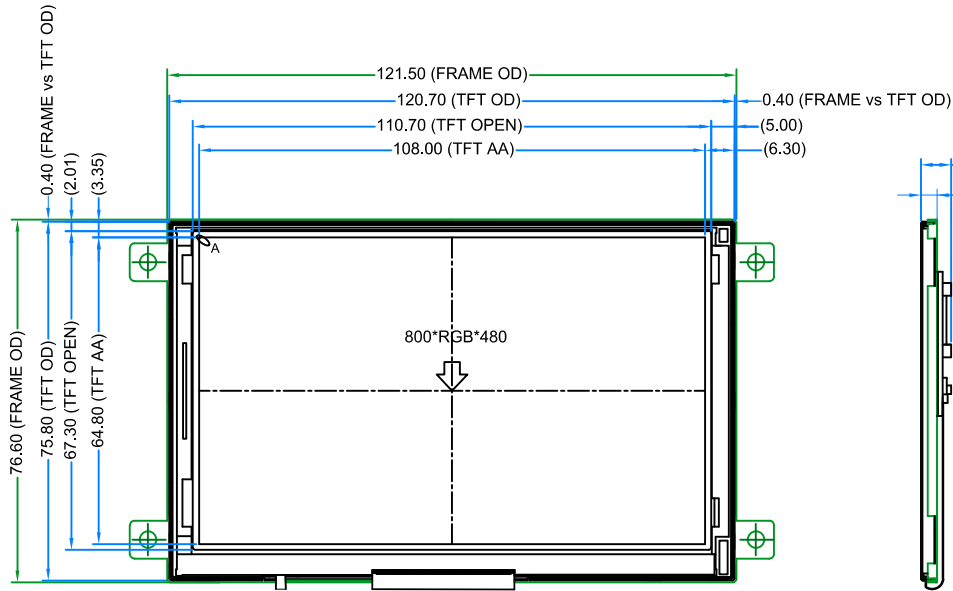 121.50 (FRAME OD)
120.70 (TFT OD)
0.40 (FRAME vs TFT OD)
110.70 (TFT OPEN)
(5.00)
108.00 (TFT AA)
(6.30)
0.40 (FRAME vs TFT OD)
(2.01)
(3.35)
A
800*RGB*480
76.60 (FRAME OD)
75.80 (TFT OD)
67.30 (TFT OPEN)
64.80 (TFT AA)